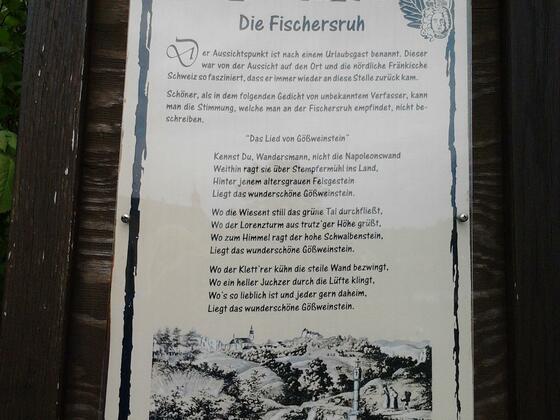 Die Fischersruh
Der Aussichtspunkt ist nach einem Urlaubsgast benannt. Dieser
war von der Aussicht auf den Ort und die nördliche Fränkische
Schweiz so fasziniert, dass er immer wieder an diese Stelle zurück kam.
Schöner, als in dem folgenden Gedicht von unbekanntem Verfasser, kann
man die Stimmung, welche man an der Fischersruh empfindet, nicht be-
schreiben.
"Das Lied von Gößweinstein"
Kennst Du, Wandersmann, nicht die Napoleonswand
Weithin ragt sie über Stempfermühl ins Land,
Hinter jenem altersgrauen Felsgestein
Liegt das wunderschöne Gößweinstein.
Wo die Wiesent still das grüne Tal durchfließt,
Wo der Lorenzturm aus trutz'ger Höhe grüßt,
Wo zum Himmel ragt der hohe Schwalbenstein,
Liegt das wunderschöne Gößweinstein.
Wo der Klett'rer kühn die steile Wand bezwingt,
Wo ein heller Juchzer durch die Lüfte klingt,
Wo's so lieblich ist und jeder gern daheim,
Liegt das wunderschöne Gößweinstein.